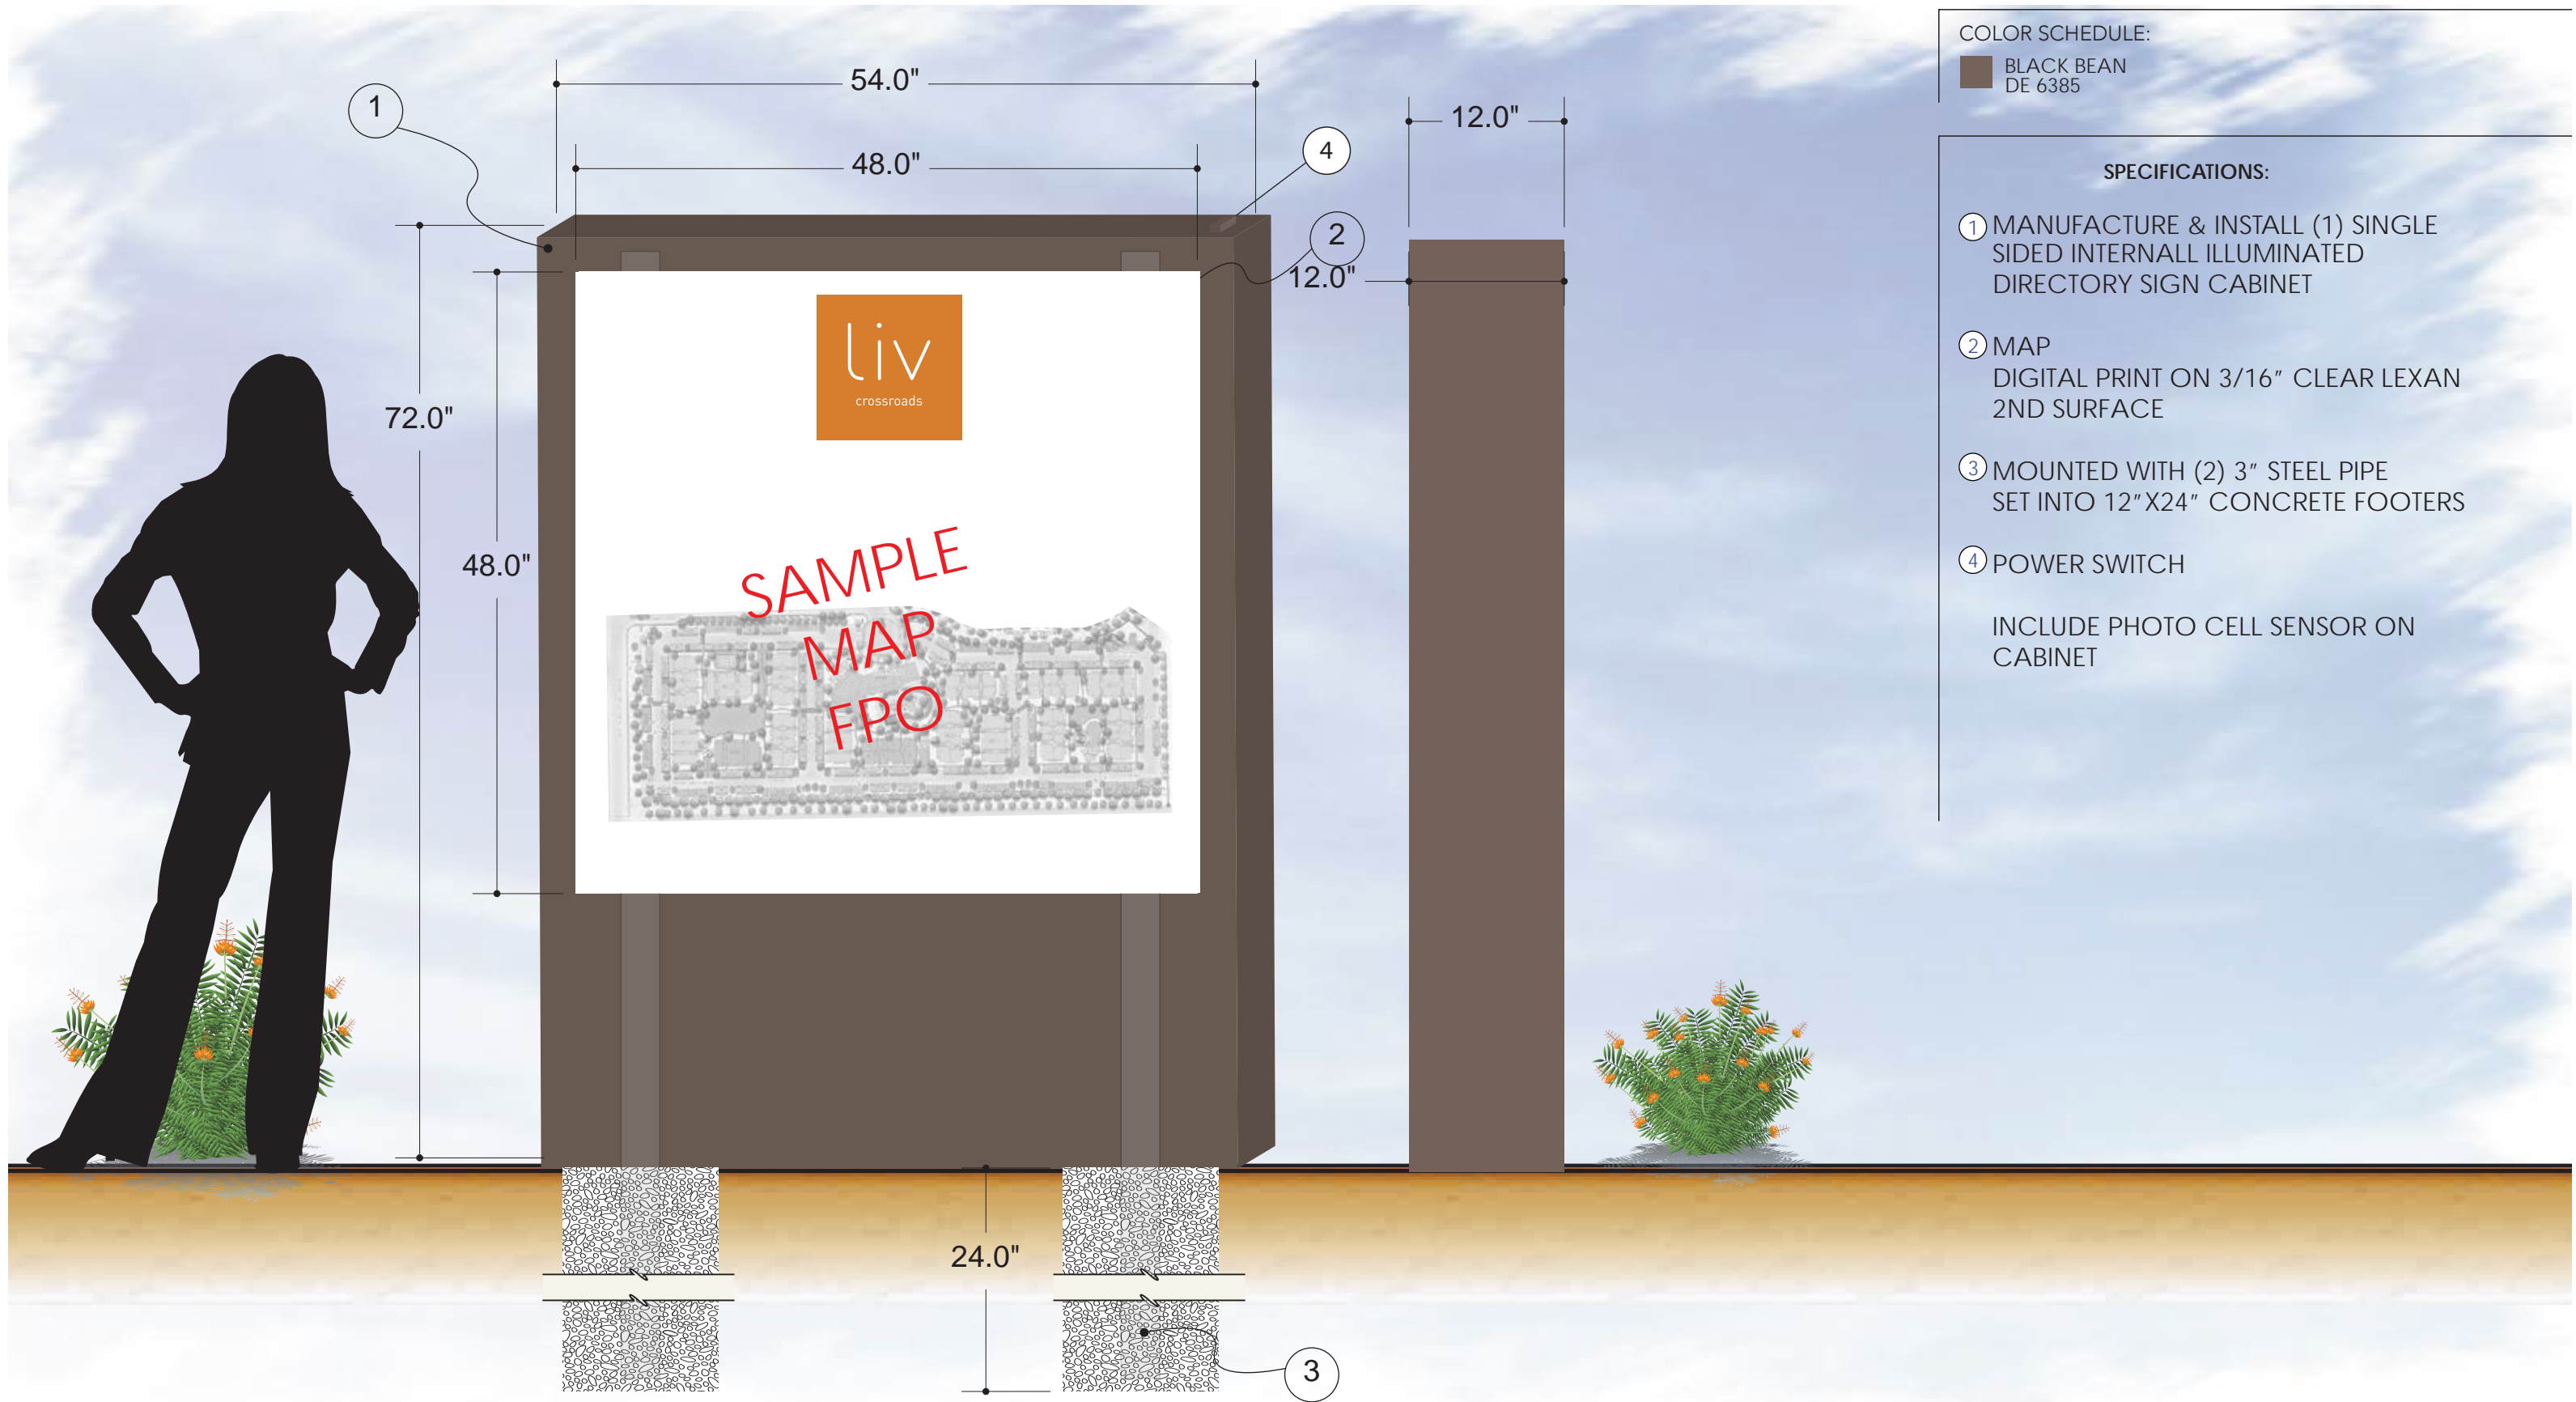 COLOR SCHEDULE:
BLACK BEAN
DE 6385
54.0"
12.0"
1
48.0"
4
2
12.0"
72.0"
48.0"
liv
crossroads
SAMPLE
MAP
FPO
24.0"
3
SPECIFICATIONS:
1 MANUFACTURE & INSTALL (1) SINGLE
SIDED INTERNALL ILLUMINATED
DIRECTORY SIGN CABINET
2 MAP
DIGITAL PRINT ON 3/16" CLEAR LEXAN
2ND SURFACE
3 MOUNTED WITH (2) 3" STEEL PIPE
SET INTO 12"X24" CONCRETE FOOTERS
4 POWER SWITCH
INCLUDE PHOTO CELL SENSOR ON
CABINET